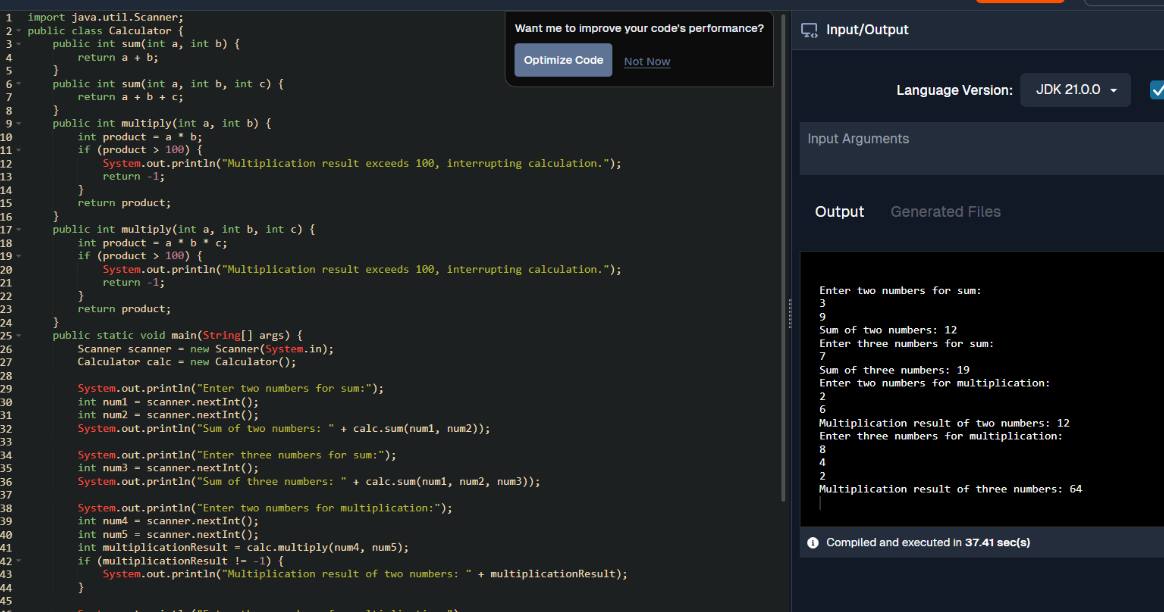 1 import java.util.Scanner;
2 public class Calculator {
3 public int sum(int a, int b) {
4 return a + b;
5 }
6 public int sum(int a, int b, int c) {
7 return a + b + c;
8 }
9 public int multiply(int a, int b) {
10 int product = a * b;
11 if (product > 100) {
12 System.out.println("Multiplication result exceeds 100, interrupting calculation.");
13 return -1;
14 }
15 return product;
16 }
17 public int multiply(int a, int b, int c) {
18 int product = a * b * c;
19 if (product > 100) {
20 System.out.println("Multiplication result exceeds 100, interrupting calculation.");
21 return -1;
22 }
23 return product;
24 }
25 public static void main(String[] args) {
26 Scanner scanner = new Scanner(System.in);
27 Calculator calc = new Calculator();
28
29 System.out.println("Enter two numbers for sum:");
30 int num1 = scanner.nextInt();
31 int num2 = scanner.nextInt();
32 System.out.println("Sum of two numbers: " + calc.sum(num1, num2));
33
34 System.out.println("Enter three numbers for sum:");
35 int num3 = scanner.nextInt();
36 System.out.println("Sum of three numbers: " + calc.sum(num1, num2, num3));
37
38 System.out.println("Enter two numbers for multiplication:");
39 int num4 = scanner.nextInt();
40 int num5 = scanner.nextInt();
41 int multiplicationResult = calc.multiply(num4, num5);
42 if (multiplicationResult != -1) {
43 System.out.println("Multiplication result of two numbers: " + multiplicationResult);
44 }
45
Want me to improve your code's performance?
Optimize Code Not Now
Input/Output
Language Version: JDK 21.0.0
Input Arguments
Output Generated Files
Enter two numbers for sum:
3
9
Sum of two numbers: 12
Enter three numbers for sum:
7
Sum of three numbers: 19
Enter two numbers for multiplication:
2
6
Multiplication result of two numbers: 12
Enter three numbers for multiplication:
8
4
2
Multiplication result of three numbers: 64
Compiled and executed in 37.41 sec(s)